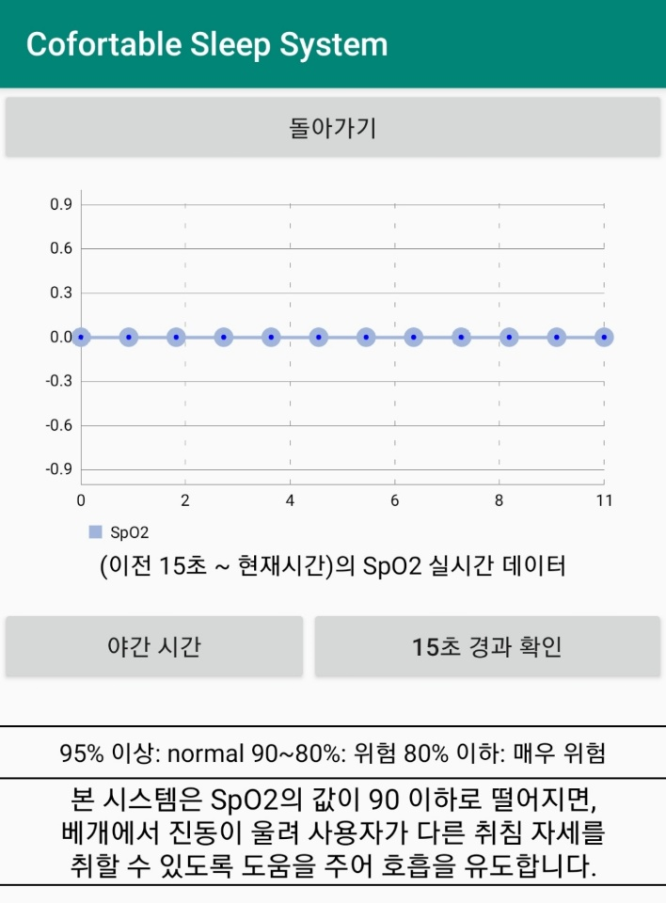 Cofortable Sleep System
돌아가기
0.9
0.6
0.3
0.0
-0.3
-0.6
-0.9
0 2 4 6 8 11
SpO2
(이전 15초 ~ 현재시간)의 SpO2 실시간 데이터
야간 시간 15초 경과 확인
95% 이상: normal 90~80%: 위험 80% 이하: 매우 위험
본 시스템은 SpO2의 값이 90 이하로 떨어지면,
베개에서 진동이 울려 사용자가 다른 취침 자세를
취할 수 있도록 도움을 주어 호흡을 유도합니다.